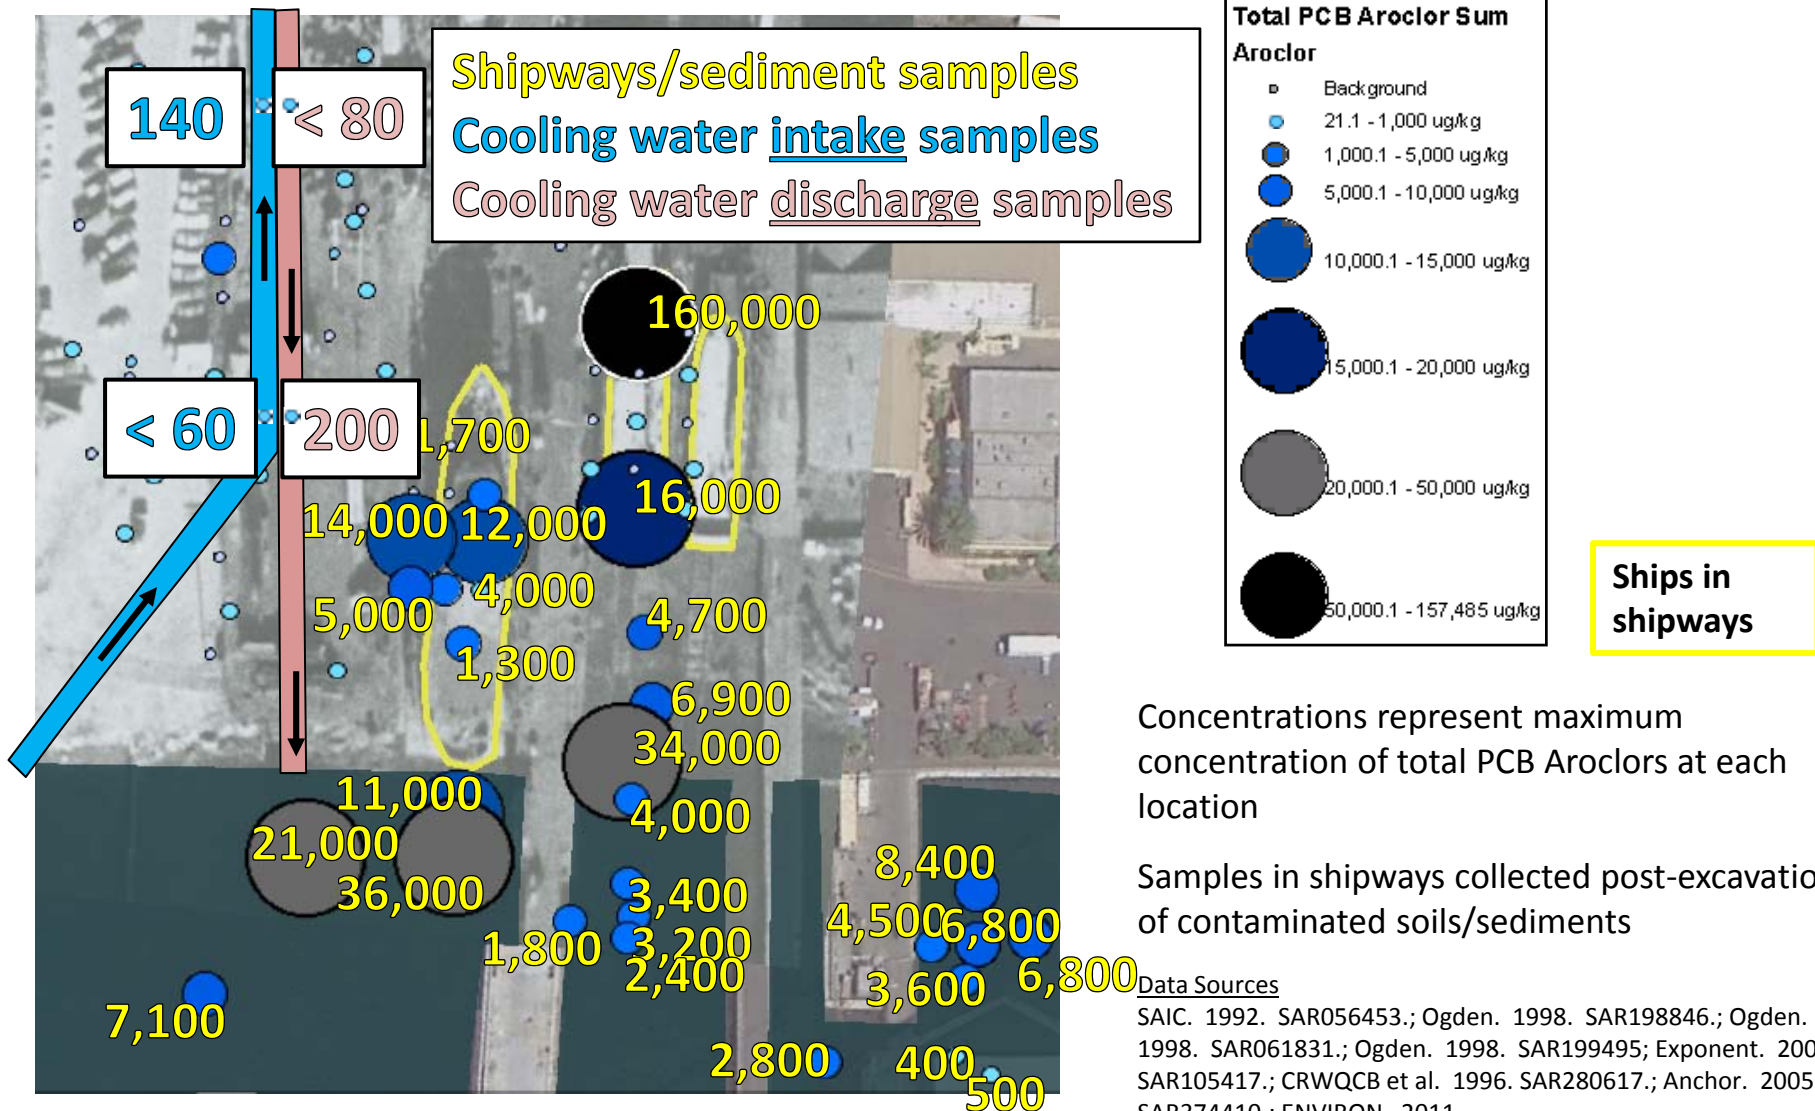 Shipways/sediment samples
Cooling water intake samples
Cooling water discharge samples
140
< 80
< 60
200
160,000
1,700
16,000
14,000
12,000
4,000
5,000
4,700
1,300
6,900
34,000
11,000
4,000
21,000
36,000
8,400
3,400
4,500
6,800
1,800
3,200
2,400
3,600
6,800
7,100
2,800
400
500
Total PCB Aroclor Sum
Aroclor
Background
21.1 - 1,000 ug/kg
1,000.1 - 5,000 ug/kg
5,000.1 - 10,000 ug/kg
10,000.1 - 15,000 ug/kg
15,000.1 - 20,000 ug/kg
20,000.1 - 50,000 ug/kg
50,000.1 - 157,485 ug/kg
Ships in
shipways
Concentrations represent maximum
concentration of total PCB Aroclors at each
location
Samples in shipways collected post-excavatio
of contaminated soils/sediments
Data Sources
SAIC. 1992. SAR056453.; Ogden. 1998. SAR198846.; Ogden.
1998. SAR061831.; Ogden. 1998. SAR199495; Exponent. 200
SAR105417.; CRWQCB et al. 1996. SAR280617.; Anchor. 2005
SAR274410.; ENVIRON. 2011